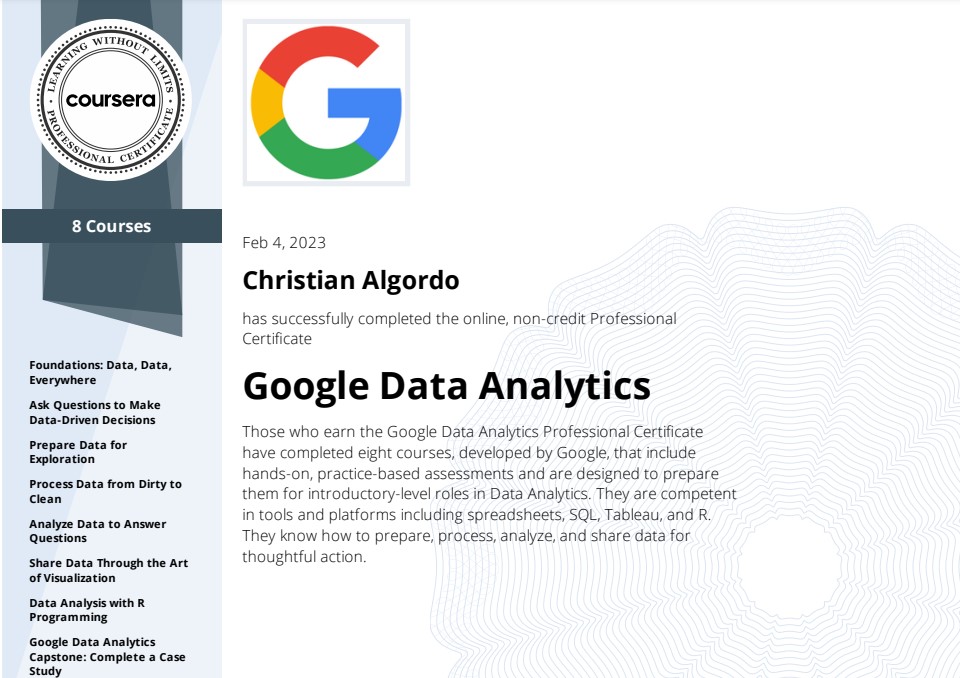 LEARNING WITHOUT LIMITS
coursera
PROFESSIONAL CERTIFICATE
8 Courses
Foundations: Data, Data,
Everywhere
Ask Questions to Make
Data-Driven Decisions
Prepare Data for
Exploration
Process Data from Dirty to
Clean
Analyze Data to Answer
Questions
Share Data Through the Art
of Visualization
Data Analysis with R
Programming
Google Data Analytics
Capstone: Complete a Case
Study
Feb 4, 2023
Christian Algordo
has successfully completed the online, non-credit Professional
Certificate
Google Data Analytics
Those who earn the Google Data Analytics Professional Certificate
have completed eight courses, developed by Google, that include
hands-on, practice-based assessments and are designed to prepare
them for introductory-level roles in Data Analytics. They are competent
in tools and platforms including spreadsheets, SQL, Tableau, and R.
They know how to prepare, process, analyze, and share data for
thoughtful action.